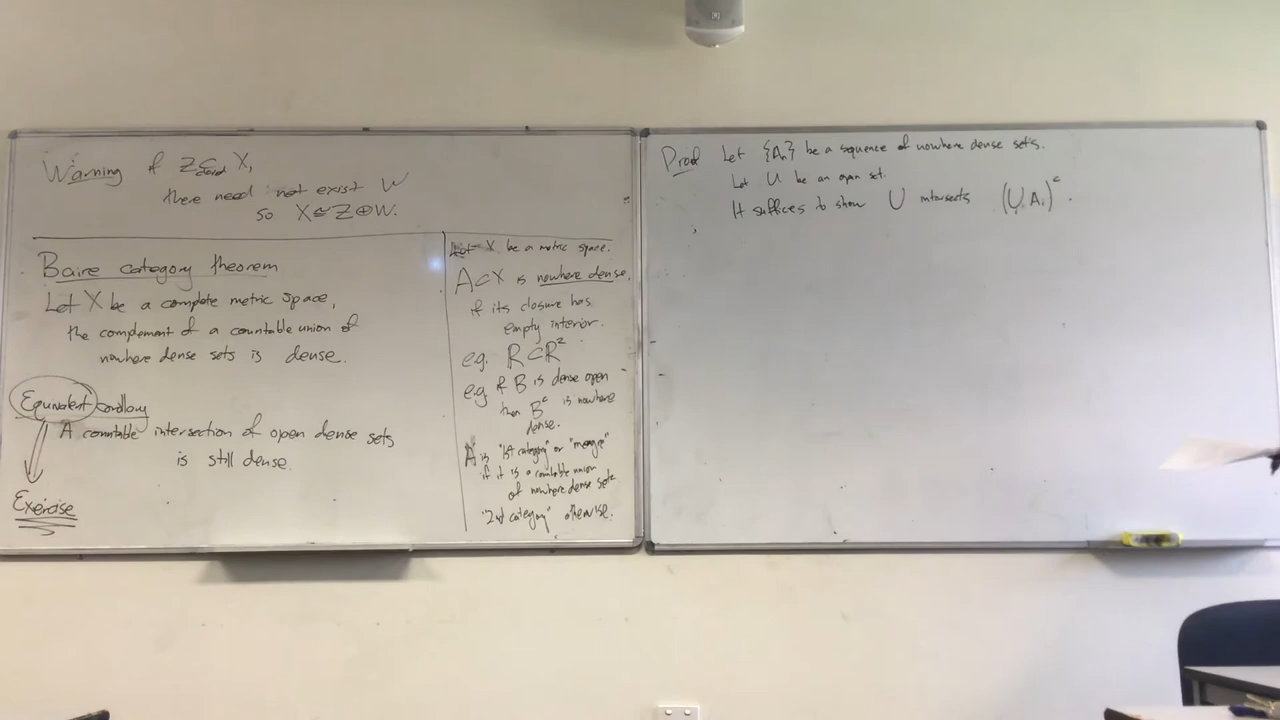 Warning if Z ⊆closed X,
there need not exist W
so X ≅ Z⊕W.
Baire category theorem
Let X be a complete metric space,
the complement of a countable union of
nowhere dense sets is dense.
Equivalent corollary
A countable intersection of open dense sets
is still dense.
Exercise
Let X be a metric space.
A⊂X is nowhere dense
if its closure has
empty interior.
e.g. R⊂R²
e.g. if B is dense open
then Bᶜ is nowhere
dense.
A is "1st category" or "meagre"
if it is a countable union
of nowhere dense sets
"2nd category" otherwise.
Proof Let {Aₙ} be a sequence of nowhere dense sets.
Let U be an open set.
It suffices to show U intersects (∪ Aᵢ)ᶜ.